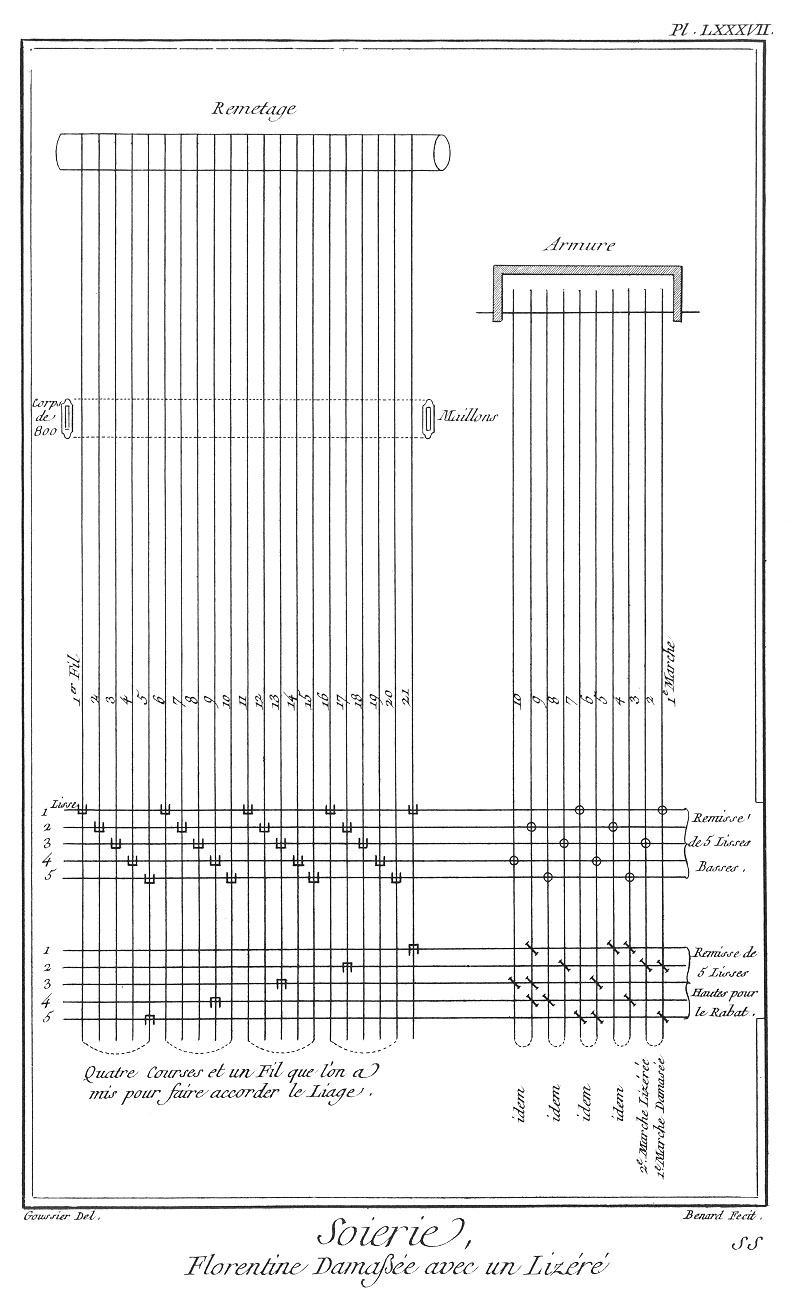 Pl. LXXXVII.
Remetage
Armure
Corps
de
800
Maillons
1er Fil 2 3 4 5 6 7 8 9 10 11 12 13 14 15 16 17 18 19 20 21
10 9 8 7 6 5 4 3 2 1e Marche
1 Lisse
2
3
4
5
Remisse
de 5 Lisses
Basses.
1
2
3
4
5
Remisse de
5 Lisses
Hautes pour
le Rabat.
Quatre Courses et un Fil que l'on a
mis pour faire accorder le Liage.
idem
idem
idem
idem
2e Marche Lizérée
1e Marche Damasée
Goussier Del.
Benard Fecit.
Soierie,
SS
Florentine Damaßée avec un Lizéré